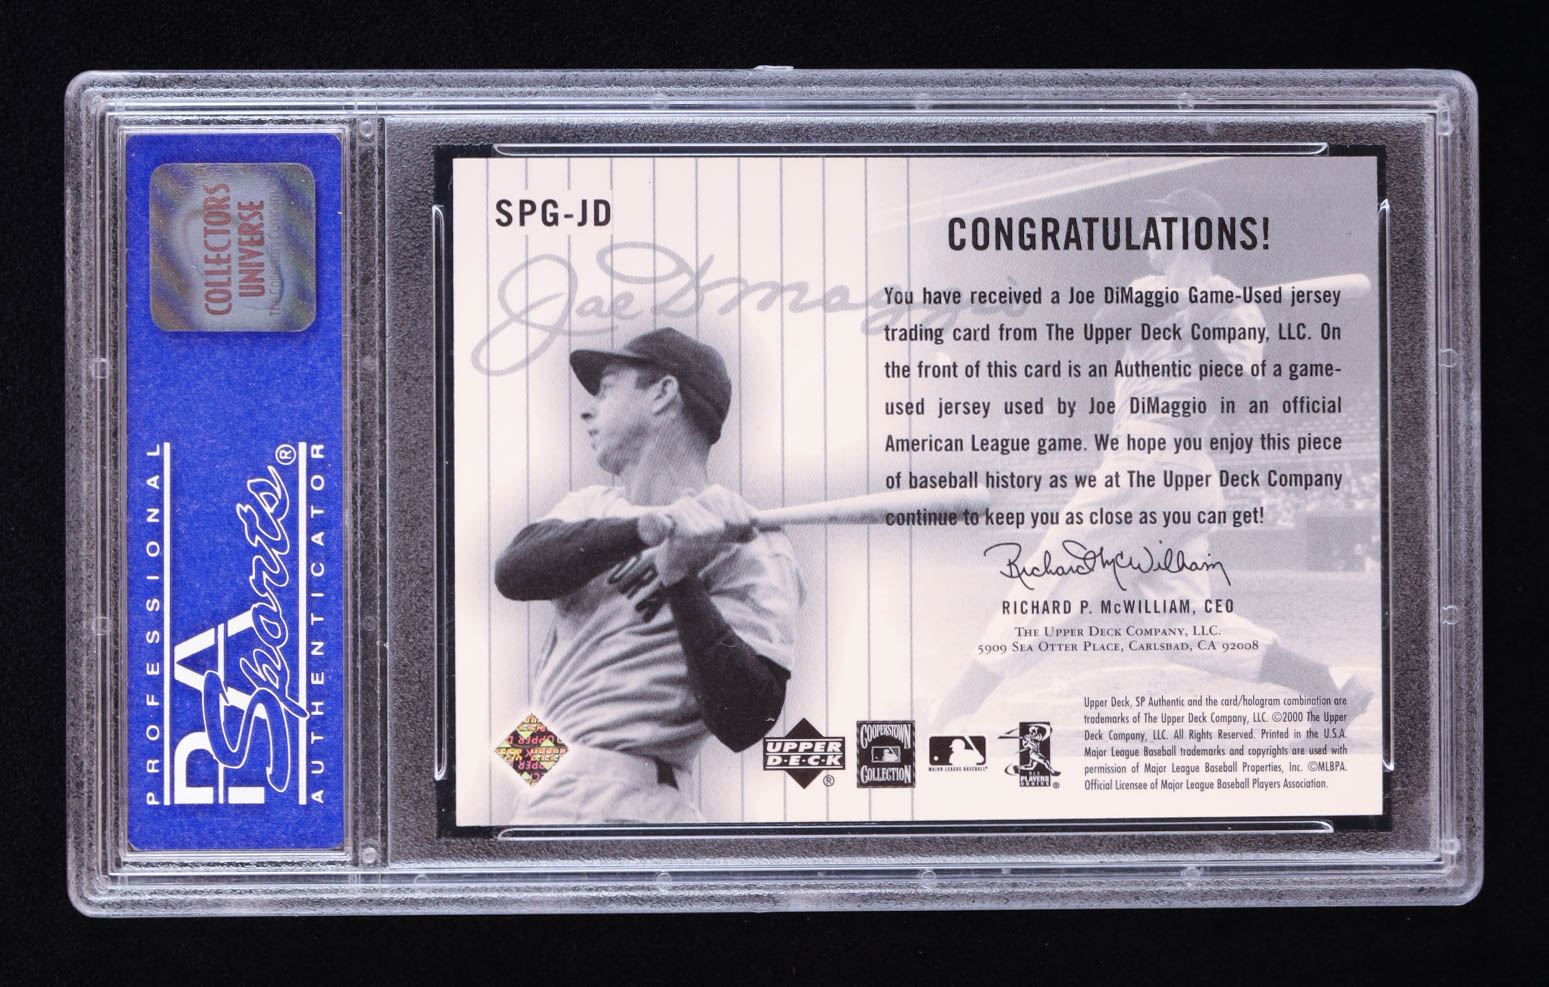 COLLECTORS
UNIVERSE
PROFESSIONAL
PSA
Sports®
AUTHENTICATOR
SPG-JD
Joe DiMaggio
CONGRATULATIONS!
You have received a Joe DiMaggio Game-Used jersey
trading card from The Upper Deck Company, LLC. On
the front of this card is an Authentic piece of a game-
used jersey used by Joe DiMaggio in an official
American League game. We hope you enjoy this piece
of baseball history as we at The Upper Deck Company
continue to keep you as close as you can get!
Richard McWilliam
RICHARD P. McWILLIAM, CEO
The Upper Deck Company, LLC.
5909 Sea Otter Place, Carlsbad, CA 92008
UPPER
D·E·C·K
®
COOPERSTOWN
COLLECTION
MAJOR LEAGUE BASEBALL
PLAYERS
CHOICE
®
Upper Deck, SP Authentic and the card/hologram combination are
trademarks of The Upper Deck Company, LLC. ©2000 The Upper
Deck Company, LLC. All Rights Reserved. Printed in the U.S.A.
Major League Baseball trademarks and copyrights are used with
permission of Major League Baseball Properties, Inc. ©MLBPA.
Official Licensee of Major League Baseball Players Association.